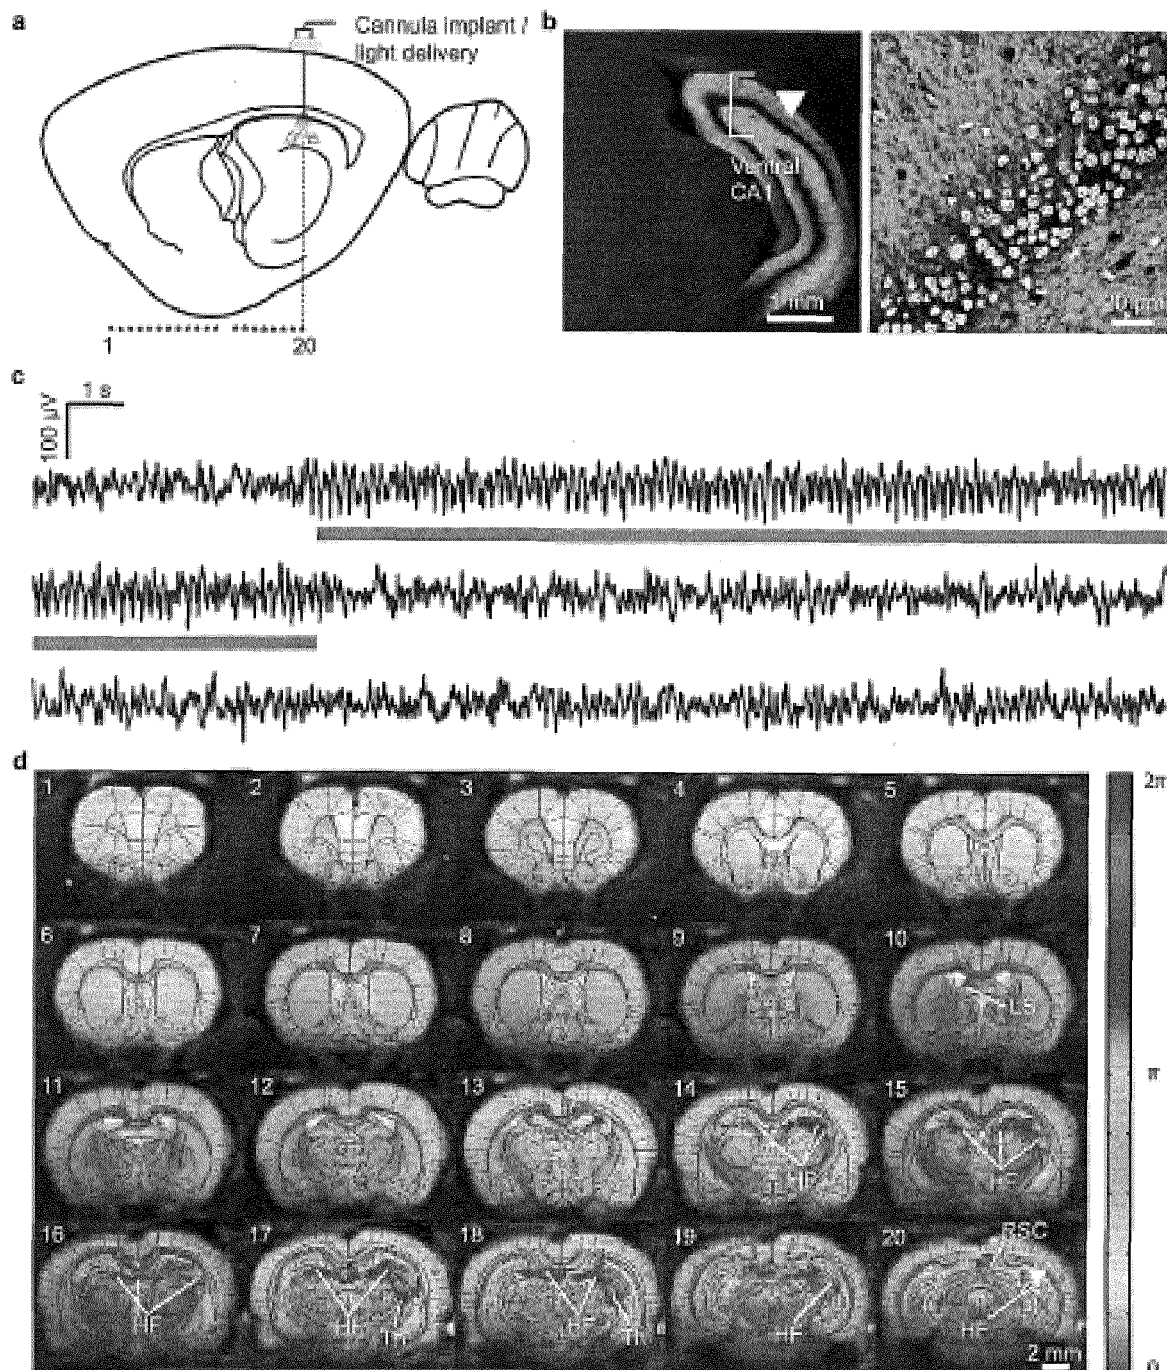 a
Cannula implant /
light delivery
1
20
b
Ventral
CA1
1 mm
c
1 s
100 µV
d
2π
π
0
1
2
3
4
5
6
7
8
9
10
LS
11
12
13
14
HF
15
HF
16
HF
17
HF
Th
18
HF
Th
19
HF
20
RSC
HF
2 mm